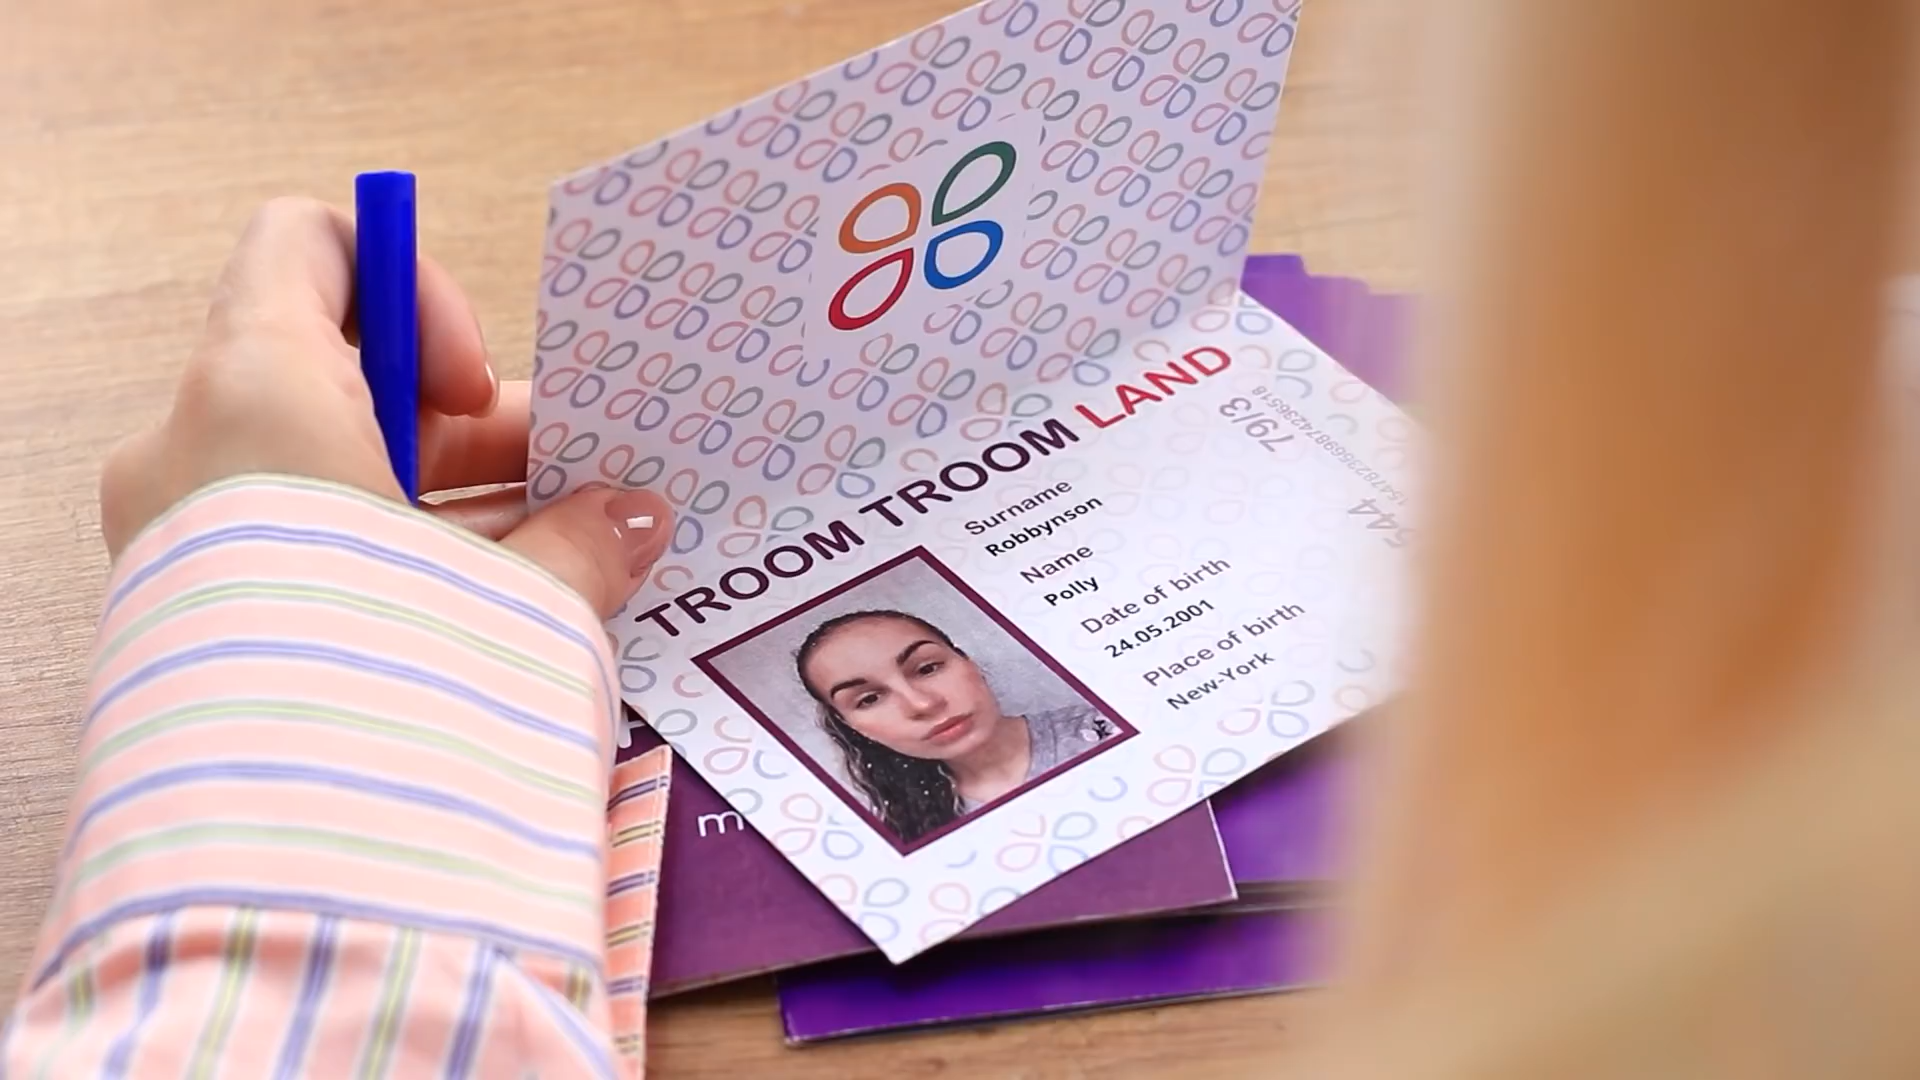 TROOM TROOM LAND
Surname
Robbynson
Name
Polly
Date of birth
24.05.2001
Place of birth
New-York
79/3
544
m